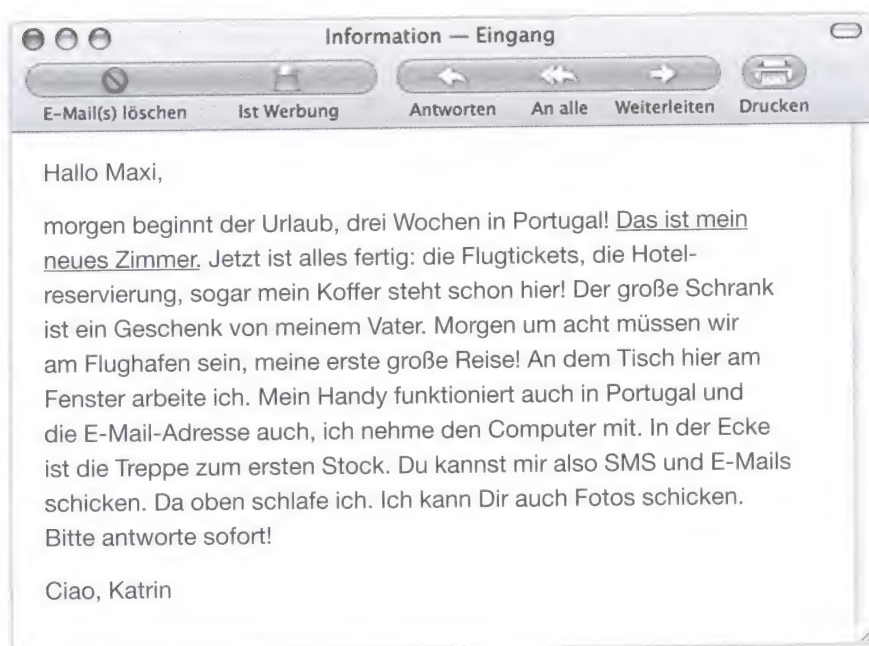 Information — Eingang
E-Mail(s) löschen Ist Werbung Antworten An alle Weiterleiten Drucken
Hallo Maxi,
morgen beginnt der Urlaub, drei Wochen in Portugal! Das ist mein
neues Zimmer. Jetzt ist alles fertig: die Flugtickets, die Hotel-
reservierung, sogar mein Koffer steht schon hier! Der große Schrank
ist ein Geschenk von meinem Vater. Morgen um acht müssen wir
am Flughafen sein, meine erste große Reise! An dem Tisch hier am
Fenster arbeite ich. Mein Handy funktioniert auch in Portugal und
die E-Mail-Adresse auch, ich nehme den Computer mit. In der Ecke
ist die Treppe zum ersten Stock. Du kannst mir also SMS und E-Mails
schicken. Da oben schlafe ich. Ich kann Dir auch Fotos schicken.
Bitte antworte sofort!
Ciao, Katrin